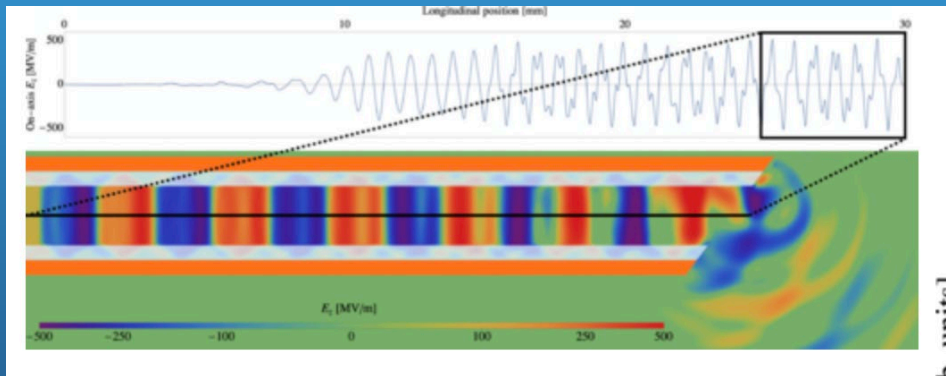 Longitudinal position [mm]
0 10 20 30
On-axis E_z [MV/m]
500
0
−500
E_z [MV/m]
−500 −250 −100 0 100 250 500
units]